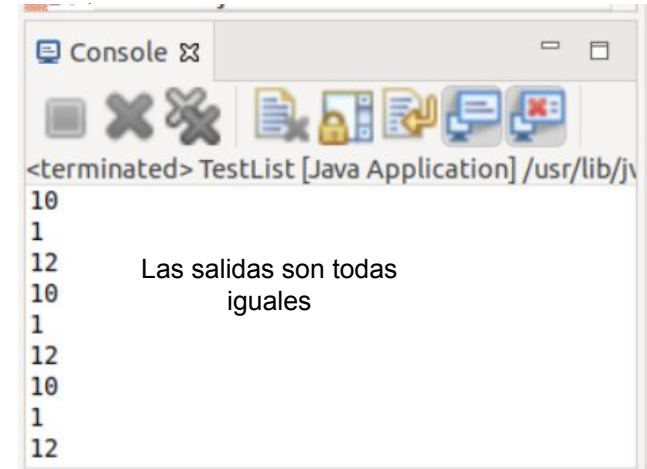 Console
<terminated> TestList [Java Application] /usr/lib/jv
10
1
12
10
1
12
10
1
12
Las salidas son todas
iguales